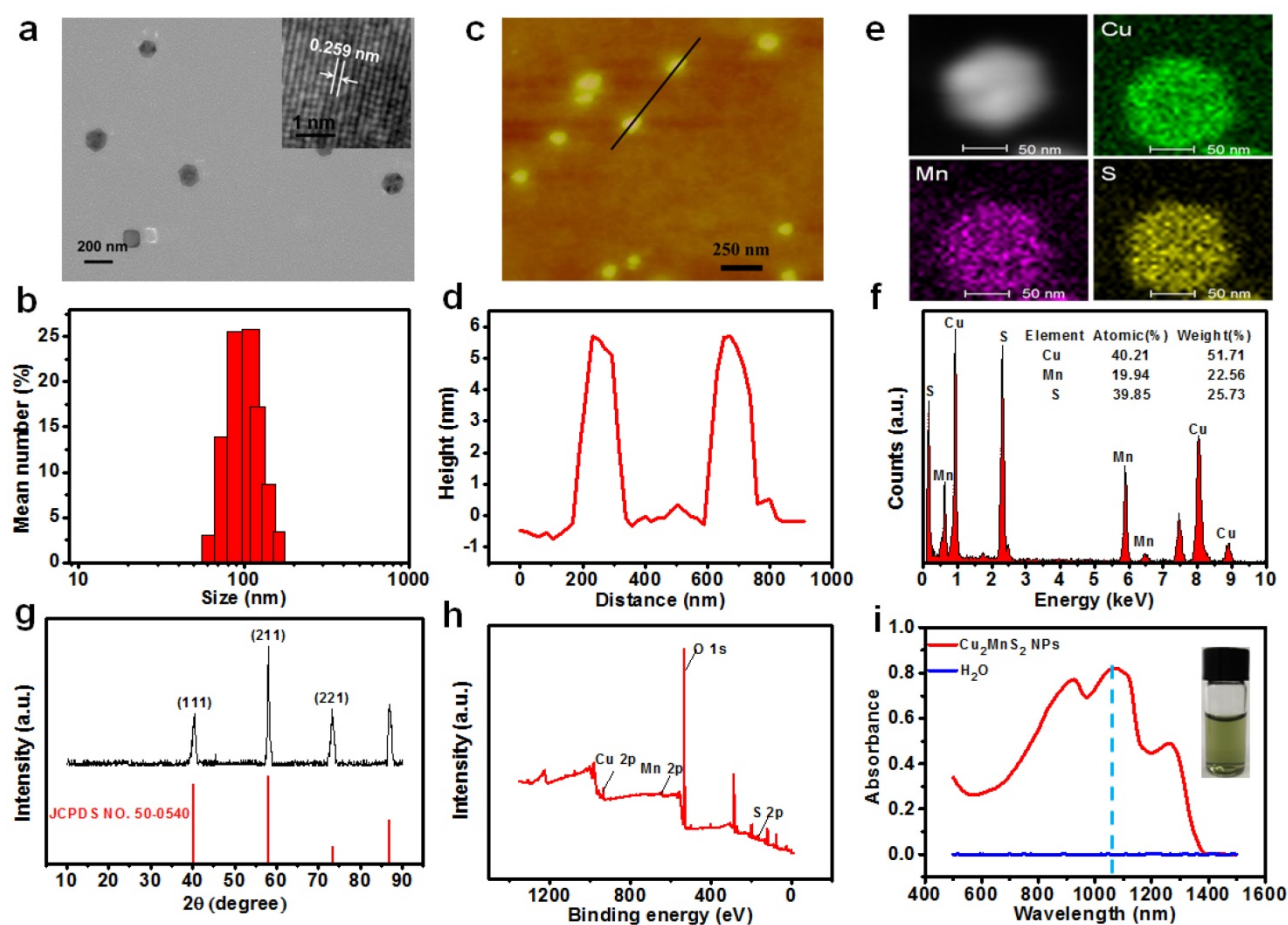 a
0.259 nm
1 nm
200 nm
c
250 nm
e
Cu
50 nm
50 nm
Mn
S
50 nm
50 nm
b
Mean number (%)
25
20
15
10
5
0
10
100
1000
Size (nm)
d
Height (nm)
6
5
4
3
2
1
0
-1
0
200
400
600
800
1000
Distance (nm)
f
Counts (a.u.)
S
Mn
Cu
S
Mn
Mn
Cu
Cu
Element Atomic(%) Weight(%)
Cu 40.21 51.71
Mn 19.94 22.56
S 39.85 25.73
0 1 2 3 4 5 6 7 8 9 10
Energy (keV)
g
Intensity (a.u.)
(111)
(211)
(221)
JCPDS NO. 50-0540
10 20 30 40 50 60 70 80 90
2θ (degree)
h
Intensity (a.u.)
O 1s
Cu 2p
Mn 2p
S 2p
1200 800 400 0
Binding energy (eV)
i
Absorbance
1.0
0.8
0.6
0.4
0.2
0.0
Cu₂MnS₂ NPs
H₂O
400 600 800 1000 1200 1400 1600
Wavelength (nm)